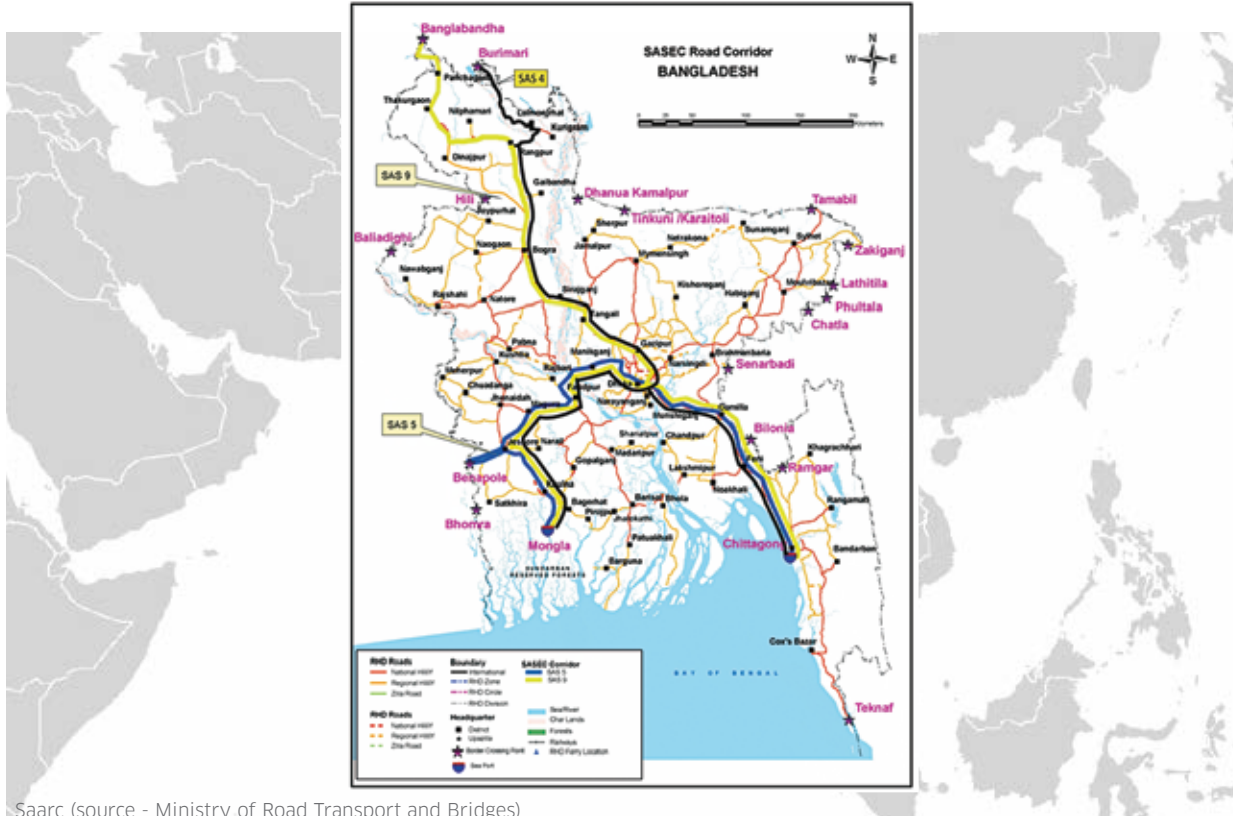 Banglabandha
Burimari
SAS 4
SASEC Road Corridor
BANGLADESH
N
W E
S
Thakurgaon
Nilphamari
Kurigram
Rangpur
Dinajpur
SAS 9
Gaibandha
Hili
Dhanua Kamalpur
Tamabil
Joypurhat
Tinkuni /Karaitoli
Sherpur
Sunamganj
Baliadighi
Naogaon
Bogra
Jamalpur
Netrakona
Sylhet
Zakiganj
Mymensingh
Nawabganj
Moulvibazar
Lathitila
Rajshahi
Natore
Sirajganj
Kishoreganj
Habiganj
Phultala
Tangail
Chatla
Pabna
Gazipur
Kushtia
Manikganj
Brahmanbaria
Narsingdi
Senarbadi
Meherpur
Rajbari
Chuadanga
Faridpur
Dhaka
Jhenaidah
Magura
Narayanganj
Comilla
Munshiganj
SAS 5
Bilonia
Jessore
Narail
Shariatpur
Chandpur
Khagrachhari
Madaripur
Feni
Ramgar
Benapole
Gopalganj
Lakshmipur
Khulna
Noakhali
Satkhira
Bagerhat
Barisal
Bhola
Rangamati
Bhomra
Pirojpur
Jhalokathi
Mongla
Patuakhali
Chittagong
Bandarbon
SUNDARBAN
RESERVED FORESTS
Barguna
Cox's Bazar
BAY OF BENGAL
Teknaf
RHD Roads
National HWY
Regional HWY
Zilla Road
RHD Roads
National HWY
Regional HWY
Zilla Road
Boundary
International
RHD Zone
RHD Circle
RHD Division
Headquarter
District
Upazila
Border Crossing Point
Sea Port
SASEC Corridor
SAS 5
SAS 9
Sea/River
Char Lands
Forests
Railways
RHD Ferry Location
Saarc (source - Ministry of Road Transport and Bridges)